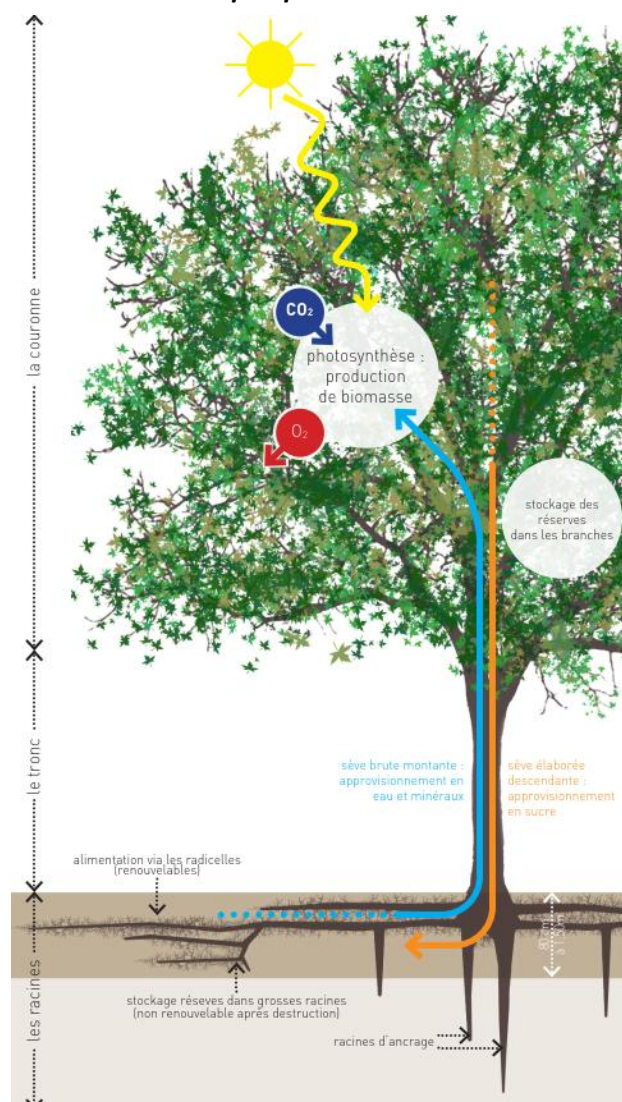 la couronne
CO₂
photosynthèse :
production
de biomasse
O₂
stockage des
réserves
dans les branches
le tronc
sève brute montante :
approvisionnement en
eau et minéraux
sève élaborée
descendante :
approvisionnement
en sucre
alimentation via les radicelles
(renouvelables)
les racines
stockage réseves dans grosses racines
(non renouvelable après destruction)
racines d'ancrage